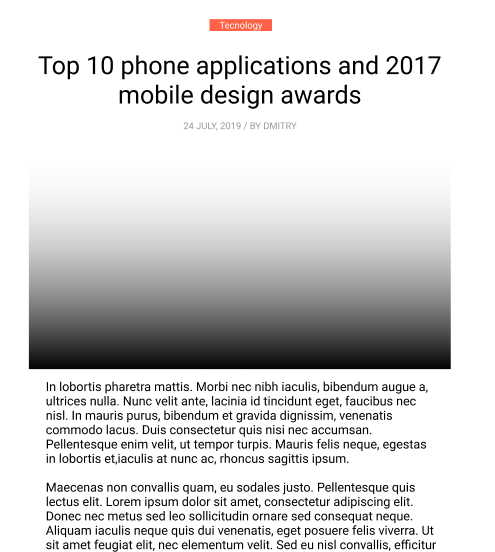 Tecnology
Top 10 phone applications and 2017
mobile design awards
24 JULY, 2019 / BY DMITRY
In lobortis pharetra mattis. Morbi nec nibh iaculis, bibendum augue a,
ultrices nulla. Nunc velit ante, lacinia id tincidunt eget, faucibus nec
nisl. In mauris purus, bibendum et gravida dignissim, venenatis
commodo lacus. Duis consectetur quis nisi nec accumsan.
Pellentesque enim velit, ut tempor turpis. Mauris felis neque, egestas
in lobortis et,iaculis at nunc ac, rhoncus sagittis ipsum.
Maecenas non convallis quam, eu sodales justo. Pellentesque quis
lectus elit. Lorem ipsum dolor sit amet, consectetur adipiscing elit.
Donec nec metus sed leo sollicitudin ornare sed consequat neque.
Aliquam iaculis neque quis dui venenatis, eget posuere felis viverra. Ut
sit amet feugiat elit, nec elementum velit. Sed eu nisl convallis, efficitur